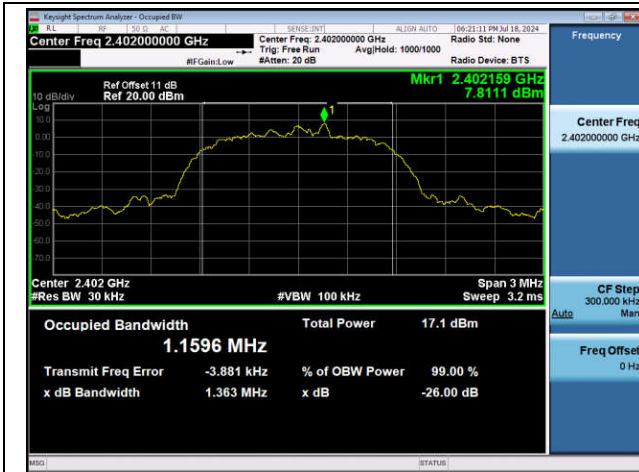 Keysight Spectrum Analyzer - Occupied BW
RL RF 50 Ω AC SENSE:INT ALIGN AUTO 06:21:11 PM Jul 18, 2024
Center Freq 2.402000000 GHz
Center Freq: 2.402000000 GHz
Radio Std: None
Trig: Free Run
Avg|Hold: 1000/1000
#IFGain:Low
#Atten: 20 dB
Radio Device: BTS
Frequency
Mkr1 2.402159 GHz
7.8111 dBm
Ref Offset 11 dB
10 dB/div
Ref 20.00 dBm
Log
10.0
0.00
-10.0
-20.0
-30.0
-40.0
-50.0
-60.0
-70.0
1
Center Freq
2.402000000 GHz
Center 2.402 GHz
Span 3 MHz
#Res BW 30 kHz
#VBW 100 kHz
Sweep 3.2 ms
CF Step
300.000 kHz
Auto Man
Occupied Bandwidth
Total Power 17.1 dBm
1.1596 MHz
Transmit Freq Error -3.881 kHz
% of OBW Power 99.00 %
x dB Bandwidth 1.363 MHz
x dB -26.00 dB
Freq Offset
0 Hz
MSG
STATUS